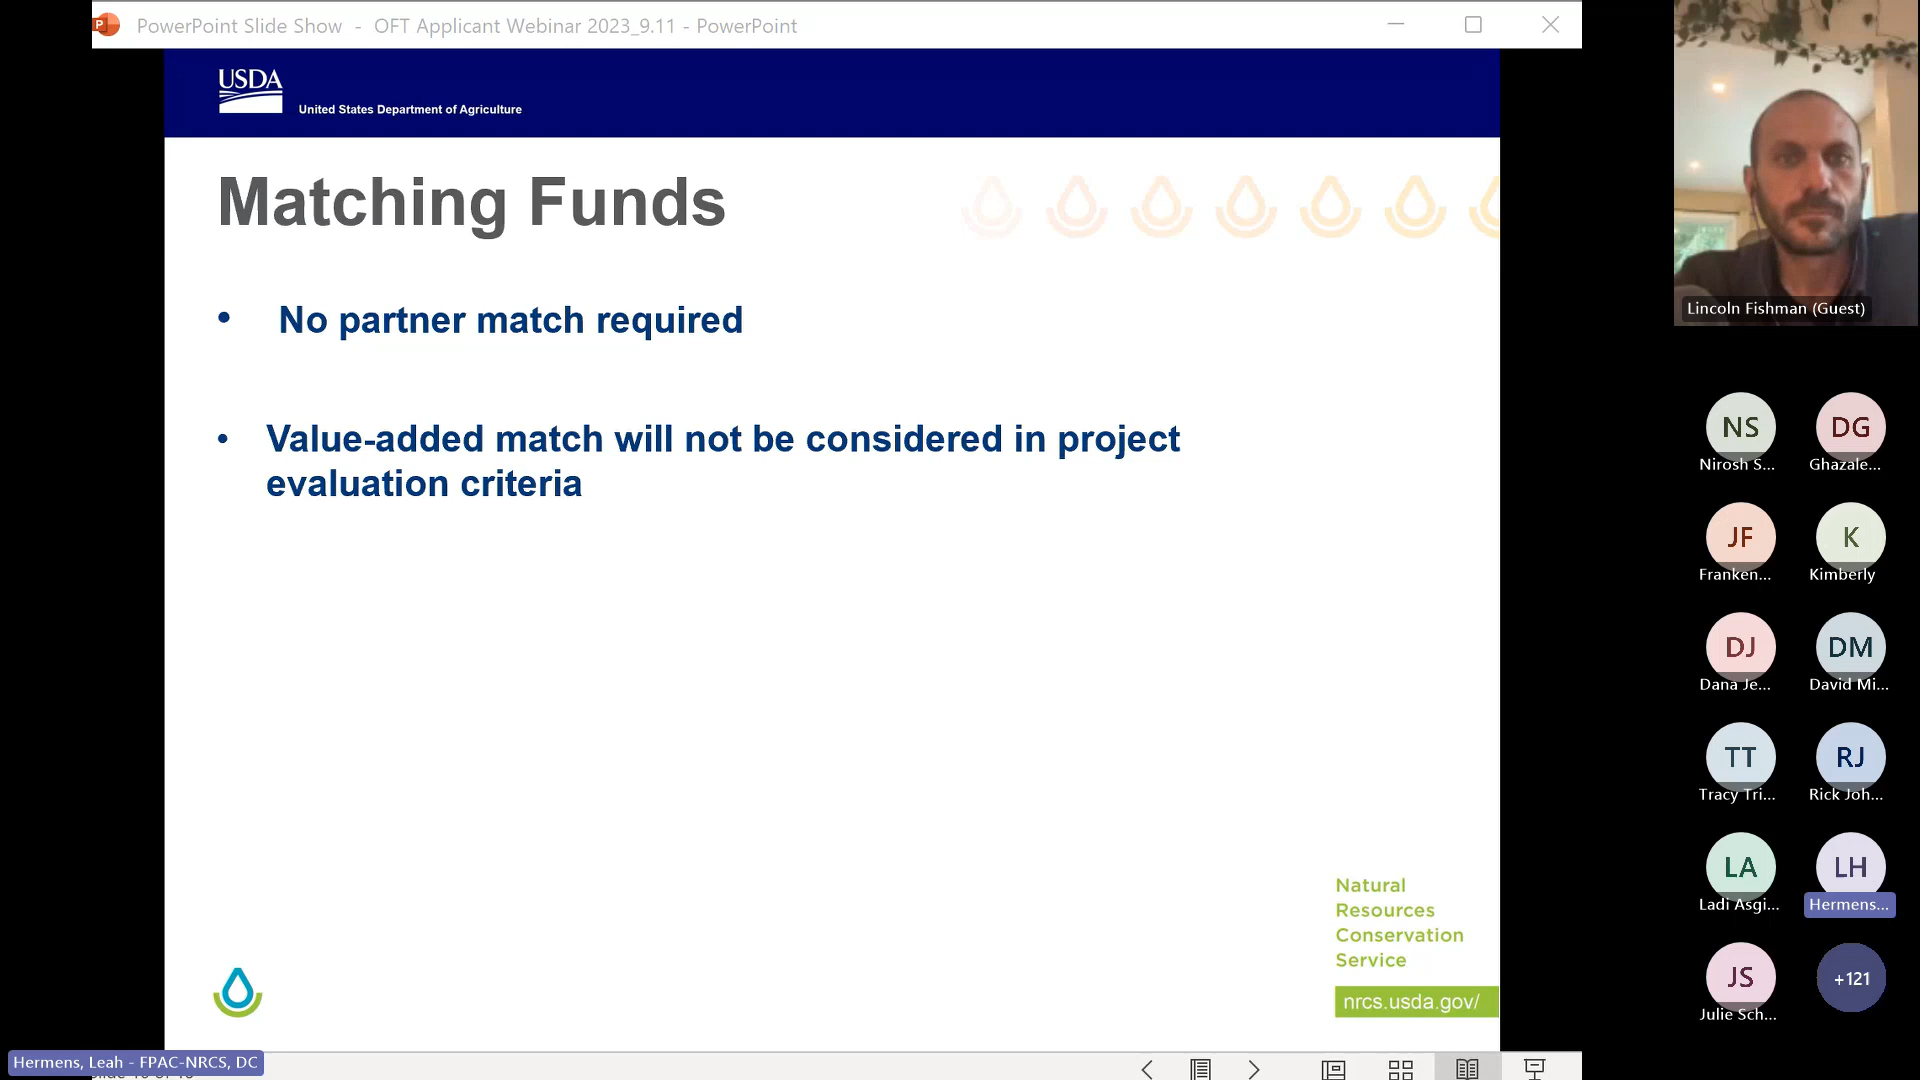 PowerPoint Slide Show - OFT Applicant Webinar 2023_9.11 - PowerPoint
USDA
United States Department of Agriculture
Matching Funds
• No partner match required
• Value-added match will not be considered in project
evaluation criteria
Natural
Resources
Conservation
Service
nrcs.usda.gov/
Hermens, Leah - FPAC-NRCS, DC
Lincoln Fishman (Guest)
NS
Nirosh S...
DG
Ghazale...
JF
Franken...
K
Kimberly
DJ
Dana Je...
DM
David Mi...
TT
Tracy Tri...
RJ
Rick Joh...
LA
Ladi Asgi...
LH
Hermens...
JS
Julie Sch...
+121